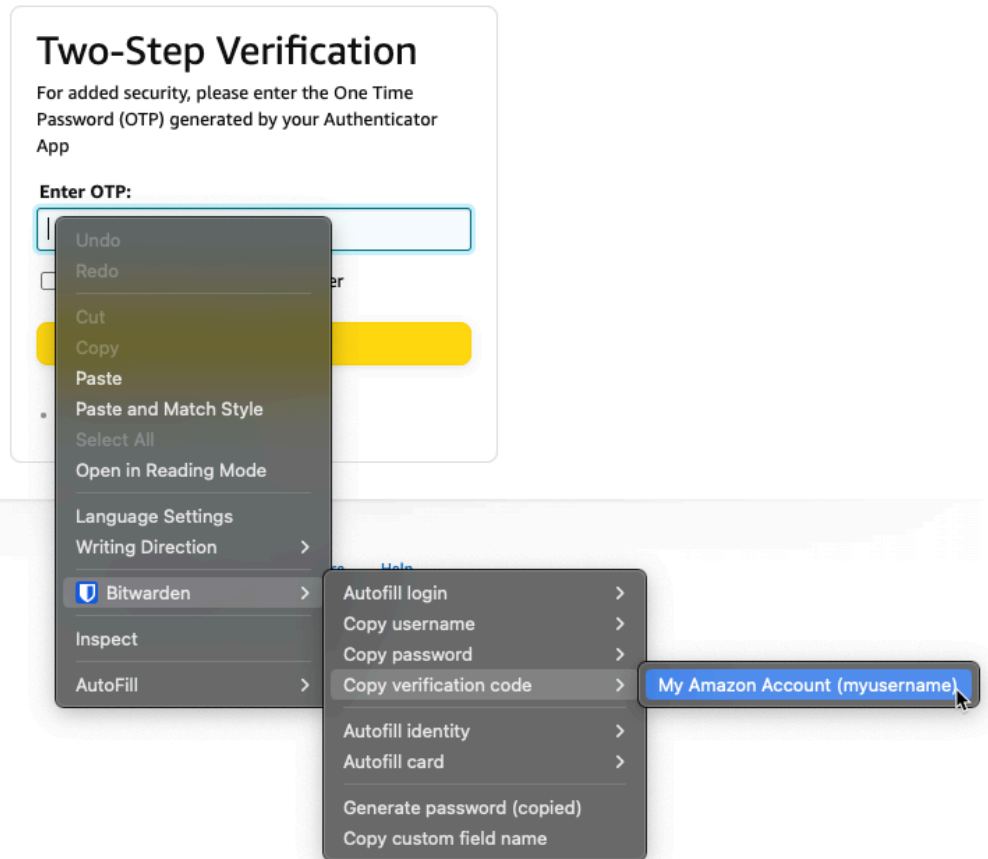 Two-Step Verification
For added security, please enter the One Time
Password (OTP) generated by your Authenticator
App
Enter OTP:
Undo
Redo
er
Cut
Copy
Paste
Paste and Match Style
Select All
Open in Reading Mode
Language Settings
Writing Direction
Help
Bitwarden
Inspect
AutoFill
Autofill login
Copy username
Copy password
Copy verification code
My Amazon Account (myusername)
Autofill identity
Autofill card
Generate password (copied)
Copy custom field name